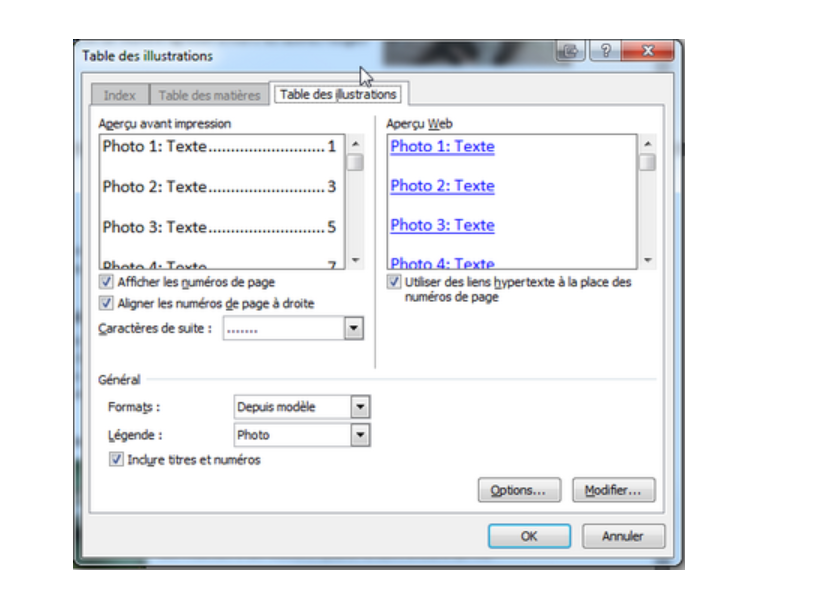 Table des illustrations
Index Table des matières Table des illustrations
Aperçu avant impression
Photo 1: Texte...........................1
Photo 2: Texte...........................3
Photo 3: Texte...........................5
Photo 4: Texte 7
Aperçu Web
Photo 1: Texte
Photo 2: Texte
Photo 3: Texte
Photo 4: Texte
Afficher les numéros de page
Aligner les numéros de page à droite
Caractères de suite : .......
Utiliser des liens hypertexte à la place des
numéros de page
Général
Formats : Depuis modèle
Légende : Photo
Inclure titres et numéros
Options... Modifier...
OK Annuler